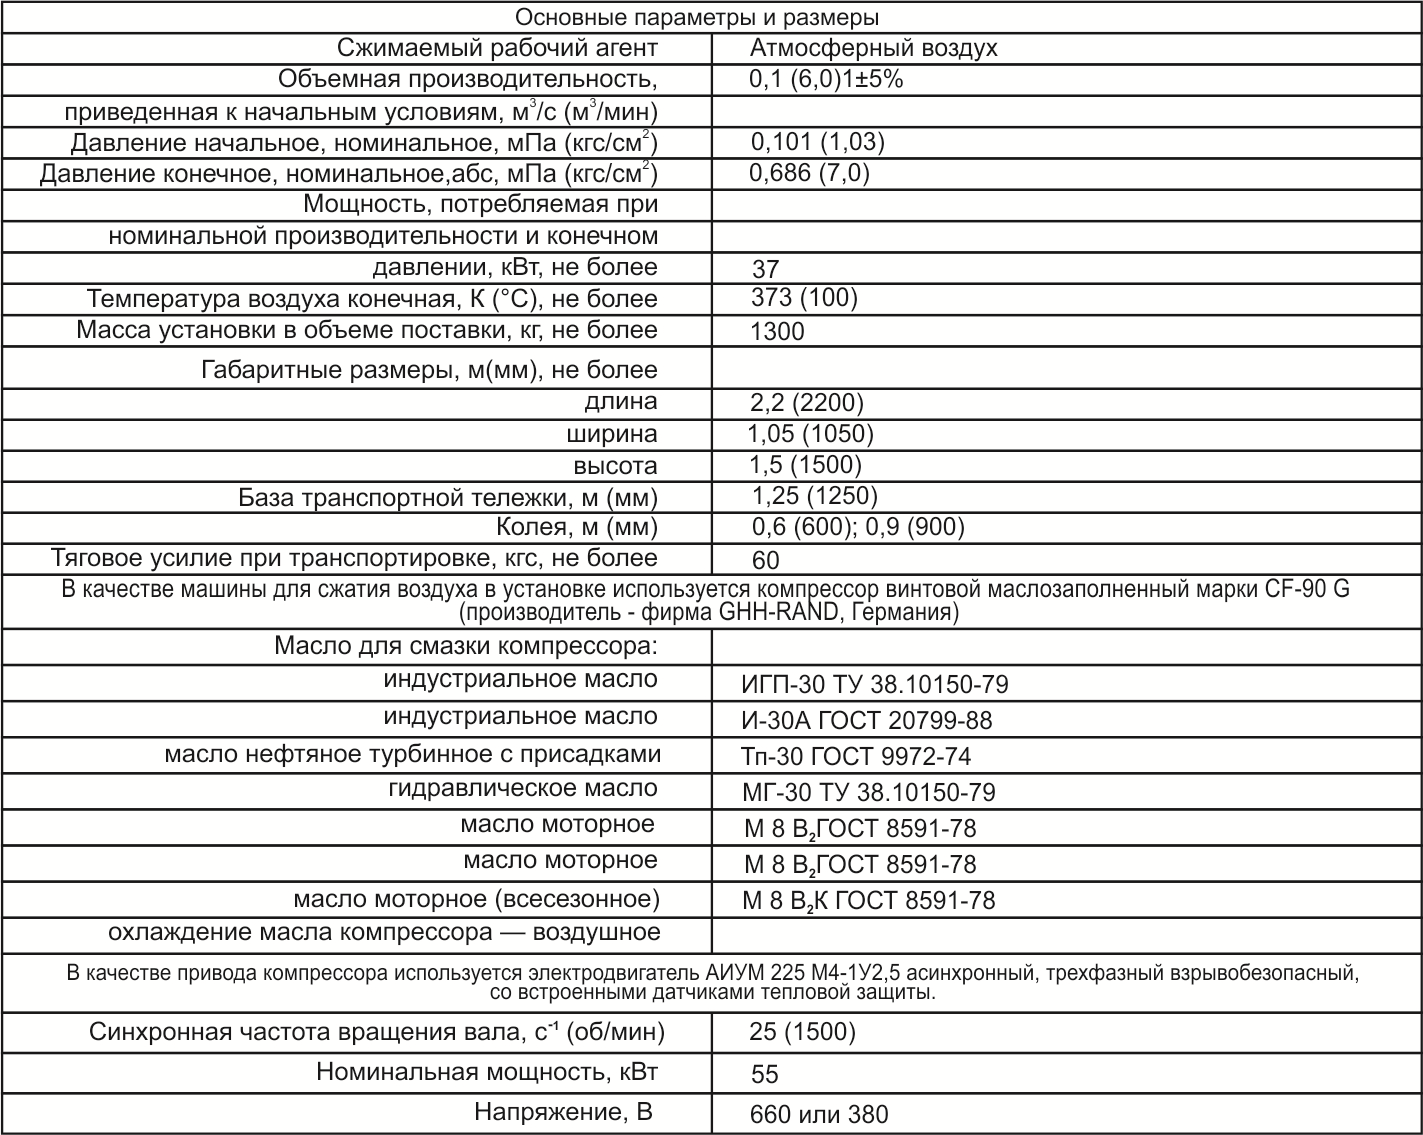 Основные параметры и размеры
Сжимаемый рабочий агент Атмосферный воздух
Объемная производительность, 0,1 (6,0)1±5%
приведенная к начальным условиям, м³/с (м³/мин)
Давление начальное, номинальное, мПа (кгс/см²) 0,101 (1,03)
Давление конечное, номинальное,абс, мПа (кгс/см²) 0,686 (7,0)
Мощность, потребляемая при
номинальной производительности и конечном
давлении, кВт, не более 37
Температура воздуха конечная, К (°С), не более 373 (100)
Масса установки в объеме поставки, кг, не более 1300
Габаритные размеры, м(мм), не более
длина 2,2 (2200)
ширина 1,05 (1050)
высота 1,5 (1500)
База транспортной тележки, м (мм) 1,25 (1250)
Колея, м (мм) 0,6 (600); 0,9 (900)
Тяговое усилие при транспортировке, кгс, не более 60
В качестве машины для сжатия воздуха в установке используется компрессор винтовой маслозаполненный марки CF-90 G
(производитель - фирма GHH-RAND, Германия)
Масло для смазки компрессора:
индустриальное масло ИГП-30 ТУ 38.10150-79
индустриальное масло И-30А ГОСТ 20799-88
масло нефтяное турбинное с присадками Тп-30 ГОСТ 9972-74
гидравлическое масло МГ-30 ТУ 38.10150-79
масло моторное М 8 В₂ГОСТ 8591-78
масло моторное М 8 В₂ГОСТ 8591-78
масло моторное (всесезонное) М 8 В₂К ГОСТ 8591-78
охлаждение масла компрессора — воздушное
В качестве привода компрессора используется электродвигатель АИУМ 225 М4-1У2,5 асинхронный, трехфазный взрывобезопасный,
со встроенными датчиками тепловой защиты.
Синхронная частота вращения вала, с⁻¹ (об/мин) 25 (1500)
Номинальная мощность, кВт 55
Напряжение, В 660 или 380